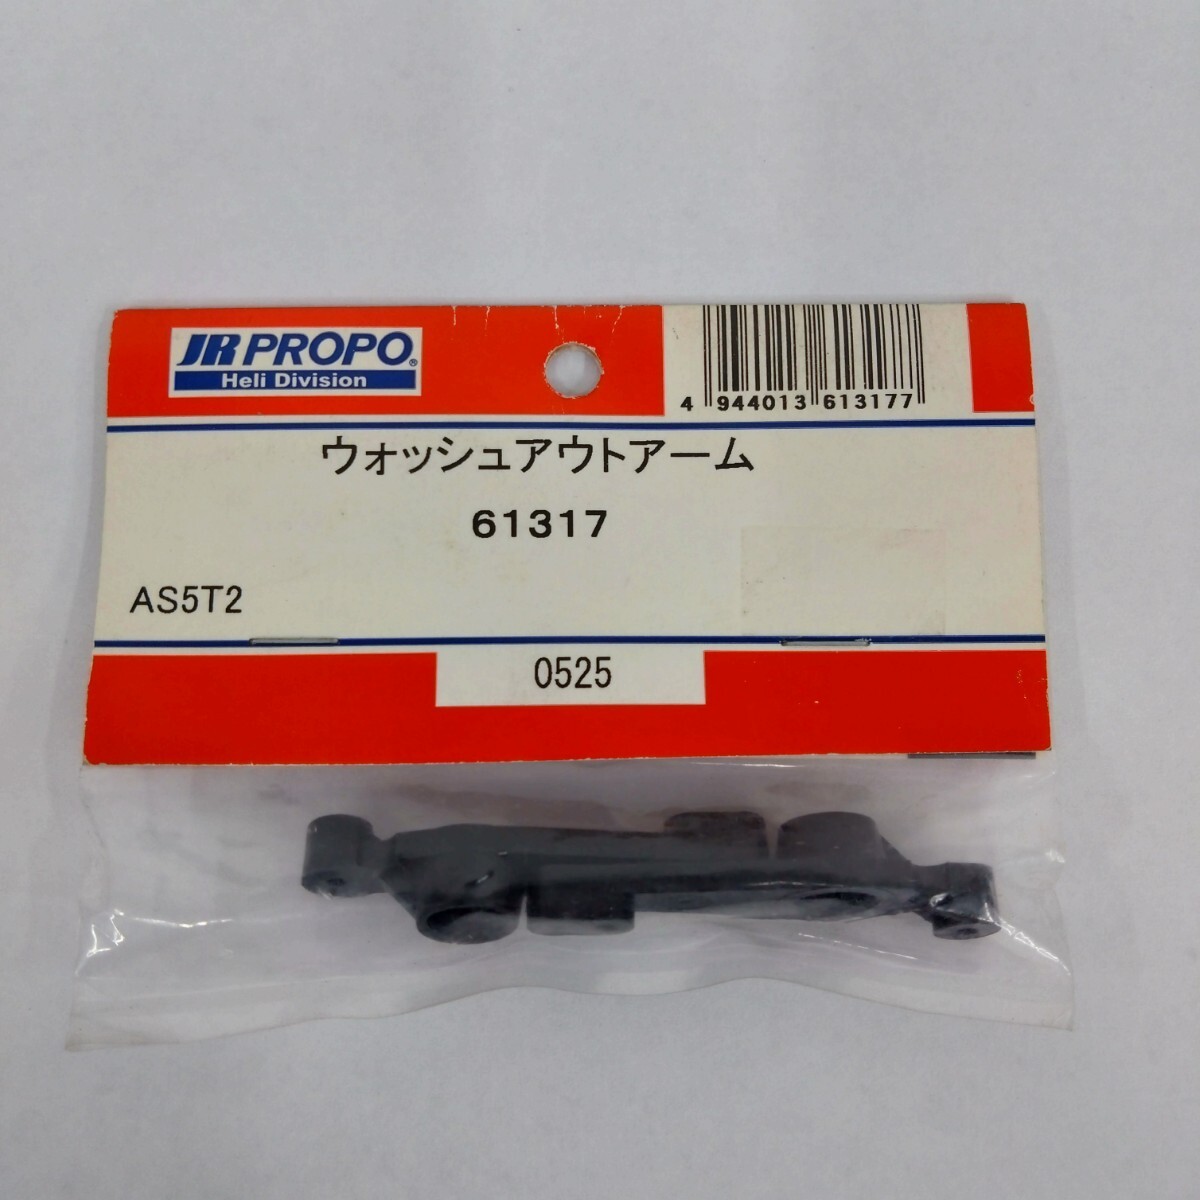 JR PROPO®
Heli Division
4 944013 613177
ウォッシュアウトアーム
61317
AS5T2
0525